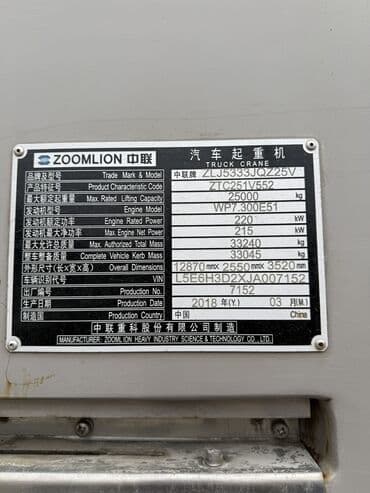 ZOOMLION 中联 汽车起重机
TRUCK CRANE
品牌及型号 Trade Mark & Model 中联牌 ZLJ5333JQZ25V
产品特征号 Product Characteristic Code ZTC251V552
最大额定起重量 Max. Rated Lifting Capacity 25000 kg
发动机型号 Engine Model WP7.300E51
发动机额定功率 Engine Rated Power 220 kW
发动机最大净功率 Max Engine Net Power 215 kW
最大允许总质量 Max. Authorized Total Mass 33240 kg
整车整备质量 Complete Vehicle Kerb Mass 33045 kg
外形尺寸(长×宽×高) Overall Dimensions 12870 mm× 2550 mm× 3520 mm
车辆识别代号 VIN L5E6H3D2XJA007152
出厂编号 7152
生产日期 Production Date 2018 年(Y.) 03 月(M.)
制造国 Production Country 中国 China
中联重科股份有限公司制造
MANUFACTURER: ZOOMLION HEAVY INDUSTRY SCIENCE & TECHNOLOGY CO., LTD.